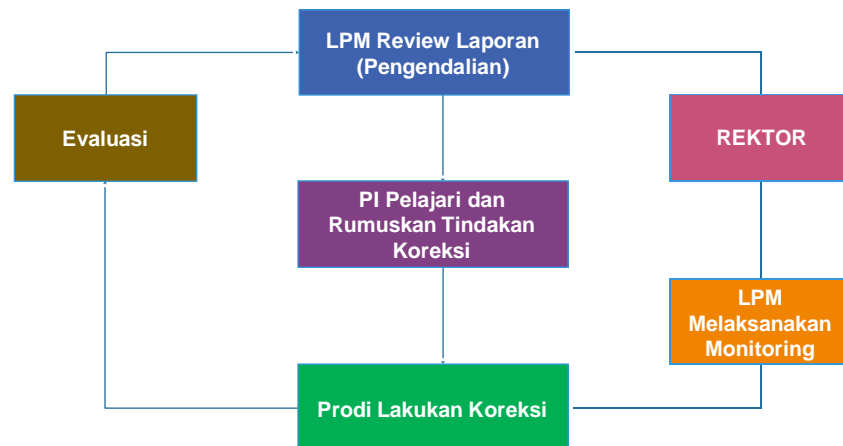 LPM Review Laporan
(Pengendalian)
Evaluasi
REKTOR
PI Pelajari dan
Rumuskan Tindakan
Koreksi
LPM
Melaksanakan
Monitoring
Prodi Lakukan Koreksi